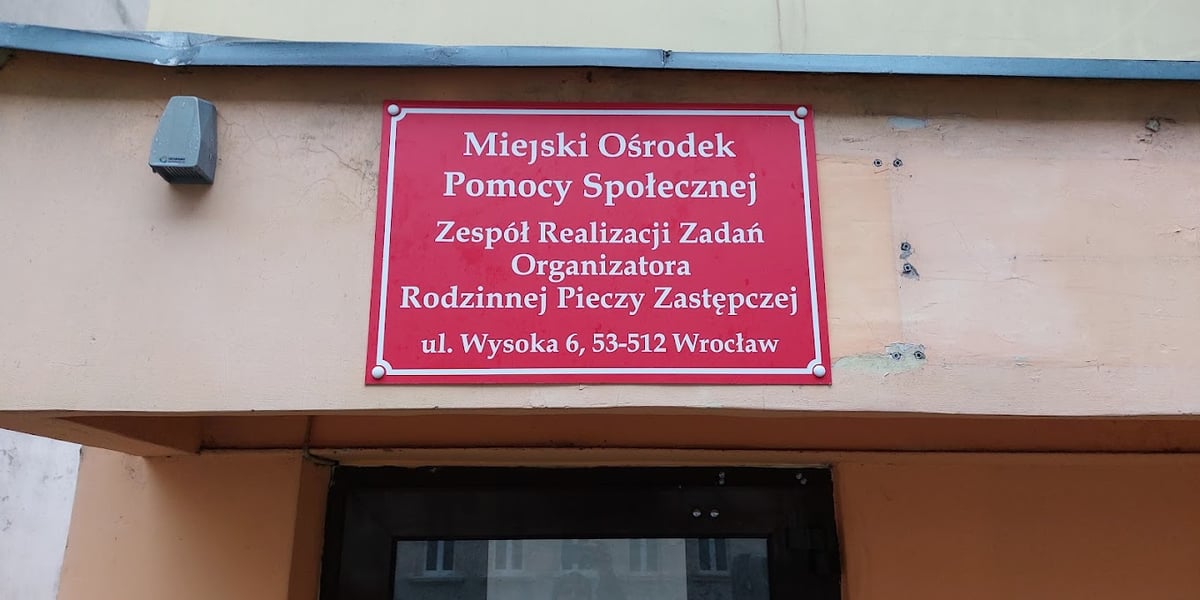 Miejski Ośrodek
Pomocy Społecznej
Zespół Realizacji Zadań
Organizatora
Rodzinnej Pieczy Zastępczej
ul. Wysoka 6, 53-512 Wrocław